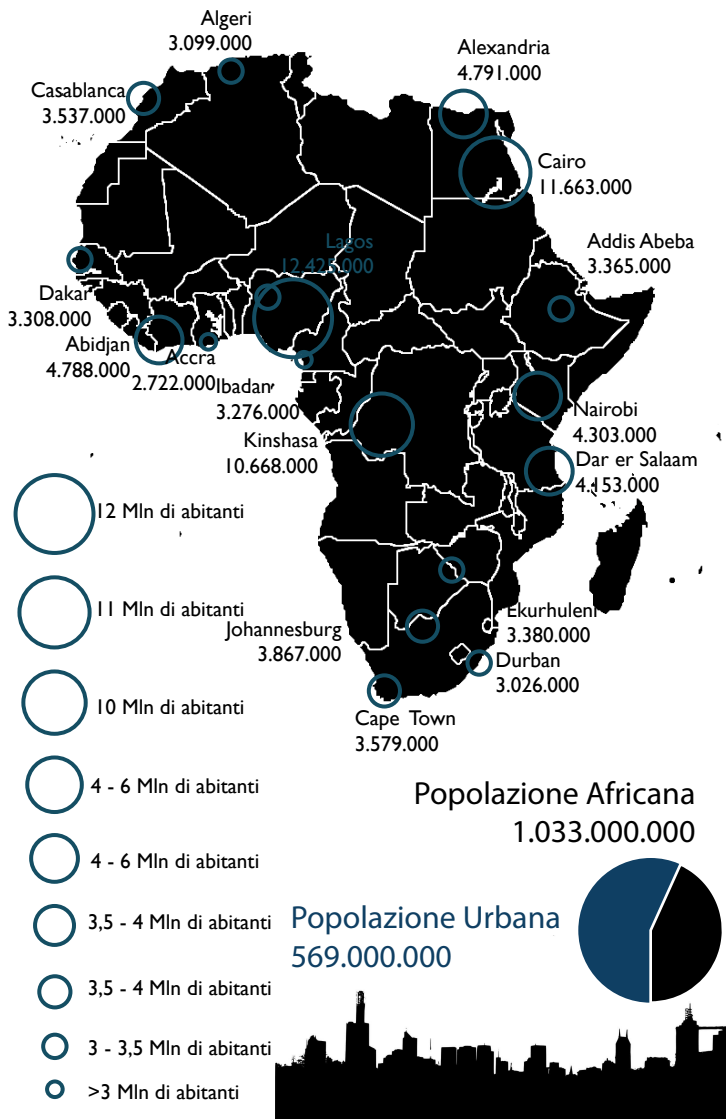 Algeri
3.099.000
Alexandria
4.791.000
Casablanca
3.537.000
Cairo
11.663.000
Lagos
12.425.000
Addis Abeba
3.365.000
Dakar
3.308.000
Abidjan
4.788.000
Accra
2.722.000
Ibadan
3.276.000
Kinshasa
10.668.000
Nairobi
4.303.000
Dar er Salaam
4.153.000
Johannesburg
3.867.000
Ekurhuleni
3.380.000
Durban
3.026.000
Cape Town
3.579.000
12 Mln di abitanti
11 Mln di abitanti
10 Mln di abitanti
4 - 6 Mln di abitanti
4 - 6 Mln di abitanti
3,5 - 4 Mln di abitanti
3,5 - 4 Mln di abitanti
3 - 3,5 Mln di abitanti
>3 Mln di abitanti
Popolazione Africana
1.033.000.000
Popolazione Urbana
569.000.000